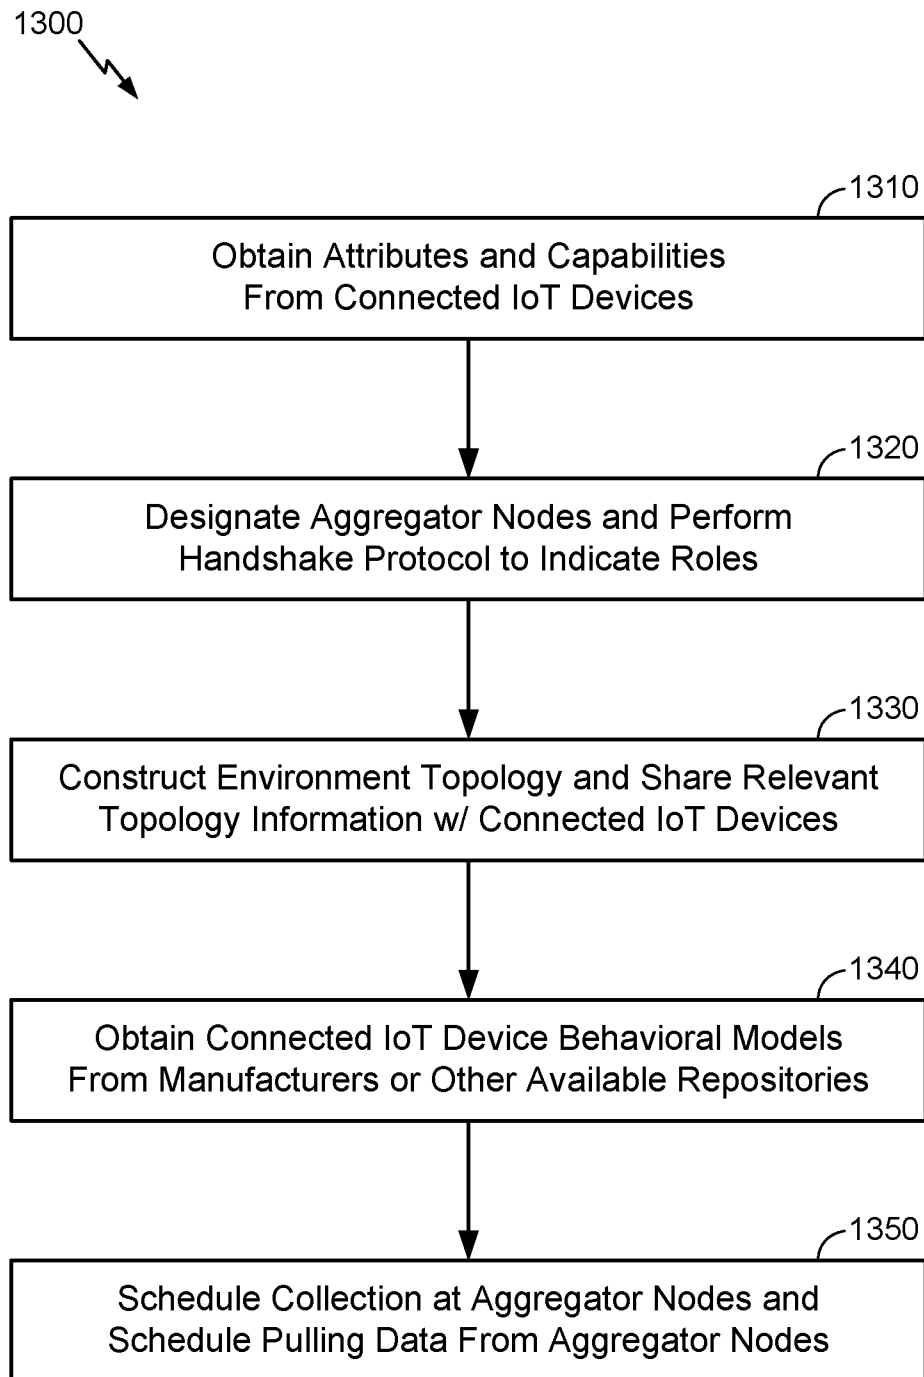 1300
1310
Obtain Attributes and Capabilities
From Connected IoT Devices
1320
Designate Aggregator Nodes and Perform
Handshake Protocol to Indicate Roles
1330
Construct Environment Topology and Share Relevant
Topology Information w/ Connected IoT Devices
1340
Obtain Connected IoT Device Behavioral Models
From Manufacturers or Other Available Repositories
1350
Schedule Collection at Aggregator Nodes and
Schedule Pulling Data From Aggregator Nodes